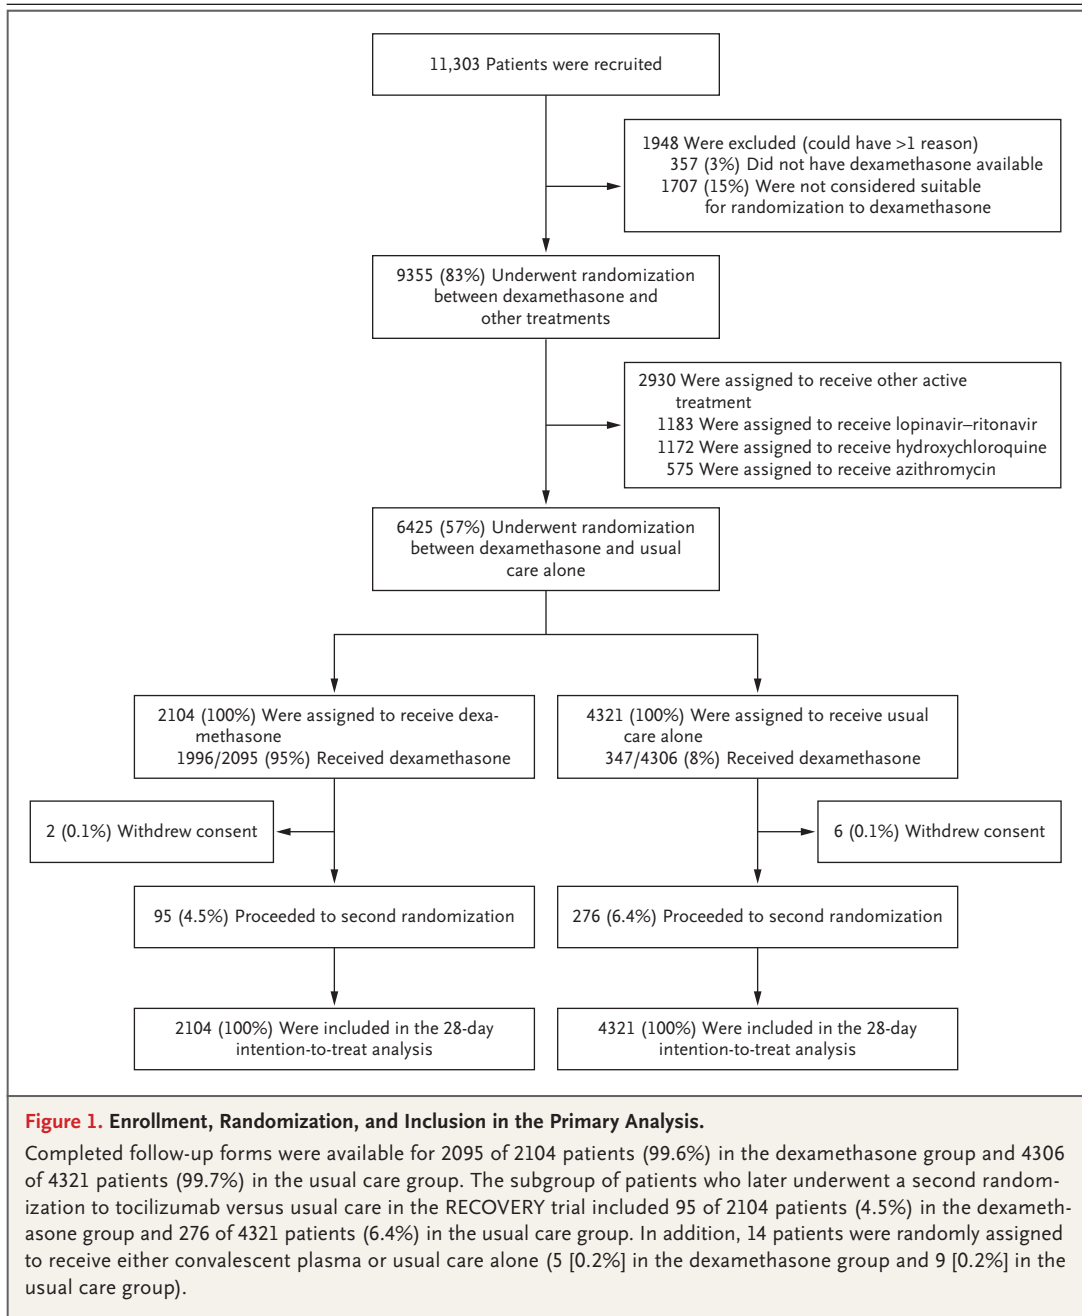 11,303 Patients were recruited
1948 Were excluded (could have >1 reason)
357 (3%) Did not have dexamethasone available
1707 (15%) Were not considered suitable
for randomization to dexamethasone
9355 (83%) Underwent randomization
between dexamethasone and
other treatments
2930 Were assigned to receive other active
treatment
1183 Were assigned to receive lopinavir–ritonavir
1172 Were assigned to receive hydroxychloroquine
575 Were assigned to receive azithromycin
6425 (57%) Underwent randomization
between dexamethasone and usual
care alone
2104 (100%) Were assigned to receive dexa-
methasone
1996/2095 (95%) Received dexamethasone
4321 (100%) Were assigned to receive usual
care alone
347/4306 (8%) Received dexamethasone
2 (0.1%) Withdrew consent
6 (0.1%) Withdrew consent
95 (4.5%) Proceeded to second randomization
276 (6.4%) Proceeded to second randomization
2104 (100%) Were included in the 28-day
intention-to-treat analysis
4321 (100%) Were included in the 28-day
intention-to-treat analysis
Figure 1. Enrollment, Randomization, and Inclusion in the Primary Analysis.
Completed follow-up forms were available for 2095 of 2104 patients (99.6%) in the dexamethasone group and 4306
of 4321 patients (99.7%) in the usual care group. The subgroup of patients who later underwent a second random-
ization to tocilizumab versus usual care in the RECOVERY trial included 95 of 2104 patients (4.5%) in the dexameth-
asone group and 276 of 4321 patients (6.4%) in the usual care group. In addition, 14 patients were randomly assigned
to receive either convalescent plasma or usual care alone (5 [0.2%] in the dexamethasone group and 9 [0.2%] in the
usual care group).